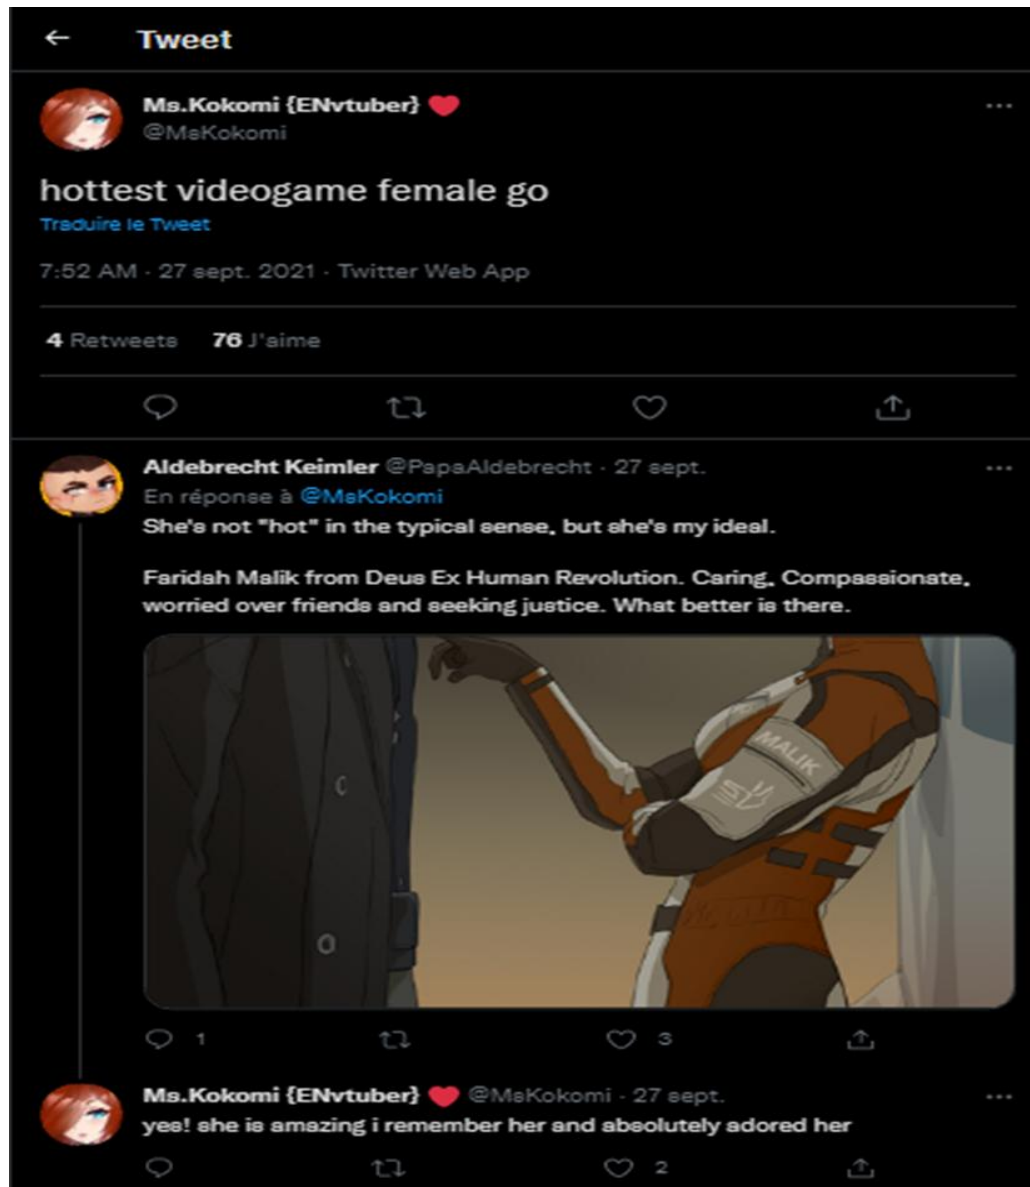 Tweet
Ms.Kokomi {ENvtuber} ❤
@MsKokomi
hottest videogame female go
Traduire le Tweet
7:52 AM · 27 sept. 2021 · Twitter Web App
4 Retweets 76 J'aime
Aldebrecht Keimler @PapaAldebrecht · 27 sept.
En réponse à @MsKokomi
She's not "hot" in the typical sense, but she's my ideal.
Faridah Malik from Deus Ex Human Revolution. Caring, Compassionate,
worried over friends and seeking justice. What better is there.
MALIK
1 3
Ms.Kokomi {ENvtuber} ❤ @MsKokomi · 27 sept.
yes! she is amazing i remember her and absolutely adored her
2